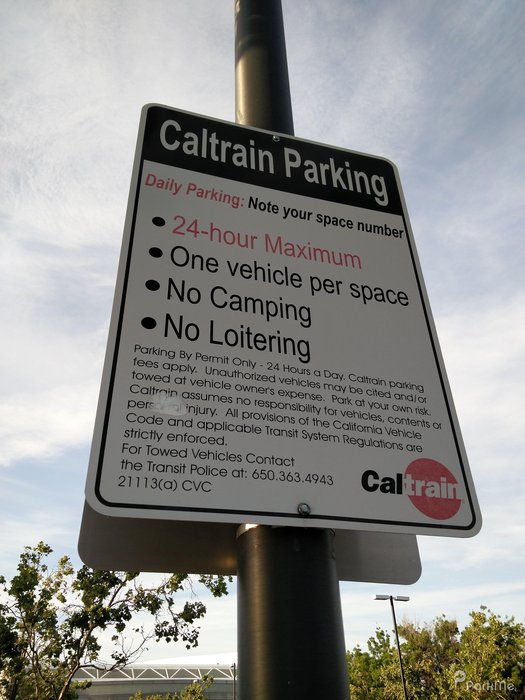 Caltrain Parking
Daily Parking: Note your space number
• 24-hour Maximum
• One vehicle per space
• No Camping
• No Loitering
Parking By Permit Only - 24 Hours a Day. Caltrain parking
fees apply. Unauthorized vehicles may be cited and/or
towed at vehicle owner's expense. Park at your own risk.
Caltrain assumes no responsibility for vehicles, contents or
personal injury. All provisions of the California Vehicle
Code and applicable Transit System Regulations are
strictly enforced.
For Towed Vehicles Contact
the Transit Police at: 650.363.4943
21113(a) CVC
Caltrain
ParkMe